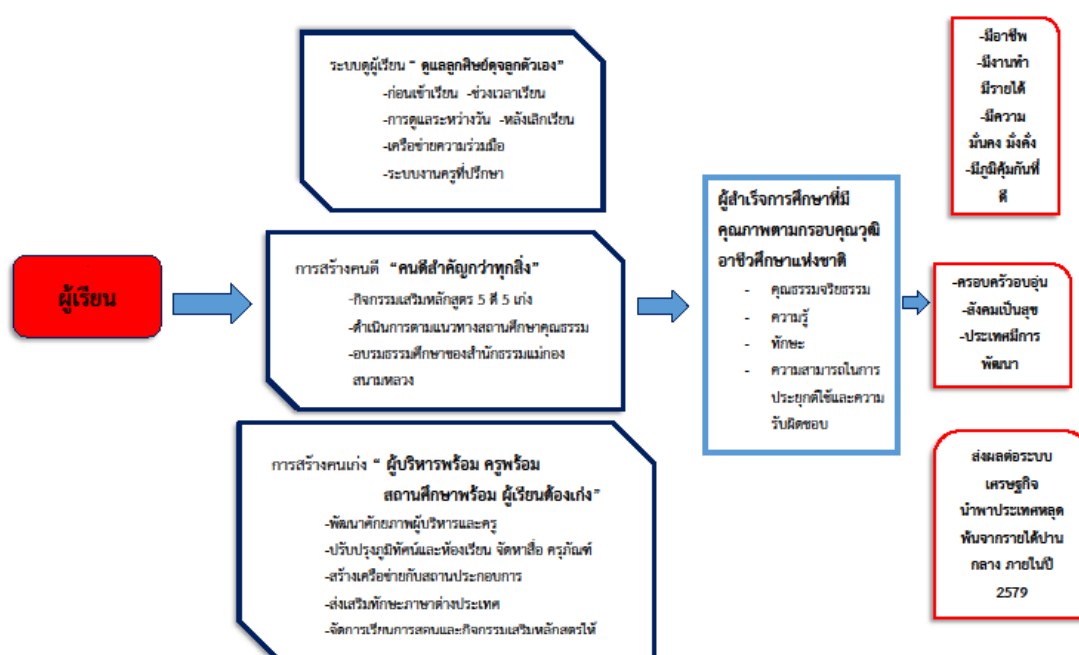 ผู้เรียน
ระบบดูผู้เรียน “ ดูแลลูกศิษย์ดุจลูกตัวเอง”
-ก่อนเข้าเรียน -ช่วงเวลาเรียน
-การดูแลระหว่างวัน -หลังเลิกเรียน
-เครือข่ายความร่วมมือ
-ระบบงานครูที่ปรึกษา
การสร้างคนดี “คนดีสำคัญกว่าทุกสิ่ง”
-กิจกรรมเสริมหลักสูตร 5 ดี 5 เก่ง
-ดำเนินการตามแนวทางสถานศึกษาคุณธรรม
-อบรมธรรมศึกษาของสำนักธรรมแม่กอง
สนามหลวง
การสร้างคนเก่ง “ ผู้บริหารพร้อม ครูพร้อม
สถานศึกษาพร้อม ผู้เรียนต้องเก่ง”
-พัฒนาศักยภาพผู้บริหารและครู
-ปรับปรุงภูมิทัศน์และห้องเรียน จัดหาสื่อ ครุภัณฑ์
-สร้างเครือข่ายกับสถานประกอบการ
-ส่งเสริมทักษะภาษาต่างประเทศ
-จัดการเรียนการสอนและกิจกรรมเสริมหลักสูตรให้
ผู้สำเร็จการศึกษาที่มี
คุณภาพตามกรอบคุณวุฒิ
อาชีวศึกษาแห่งชาติ
- คุณธรรมจริยธรรม
- ความรู้
- ทักษะ
- ความสามารถในการ
ประยุกต์ใช้และความ
รับผิดชอบ
-มีอาชีพ
-มีงานทำ
มีรายได้
-มีความ
มั่นคง มั่งคั่ง
-มีภูมิคุ้มกันที่
ดี
-ครอบครัวอบอุ่น
-สังคมเป็นสุข
-ประเทศมีการ
พัฒนา
ส่งผลต่อระบบ
เศรษฐกิจ
นำพาประเทศหลุด
พ้นจากรายได้ปาน
กลาง ภายในปี
2579